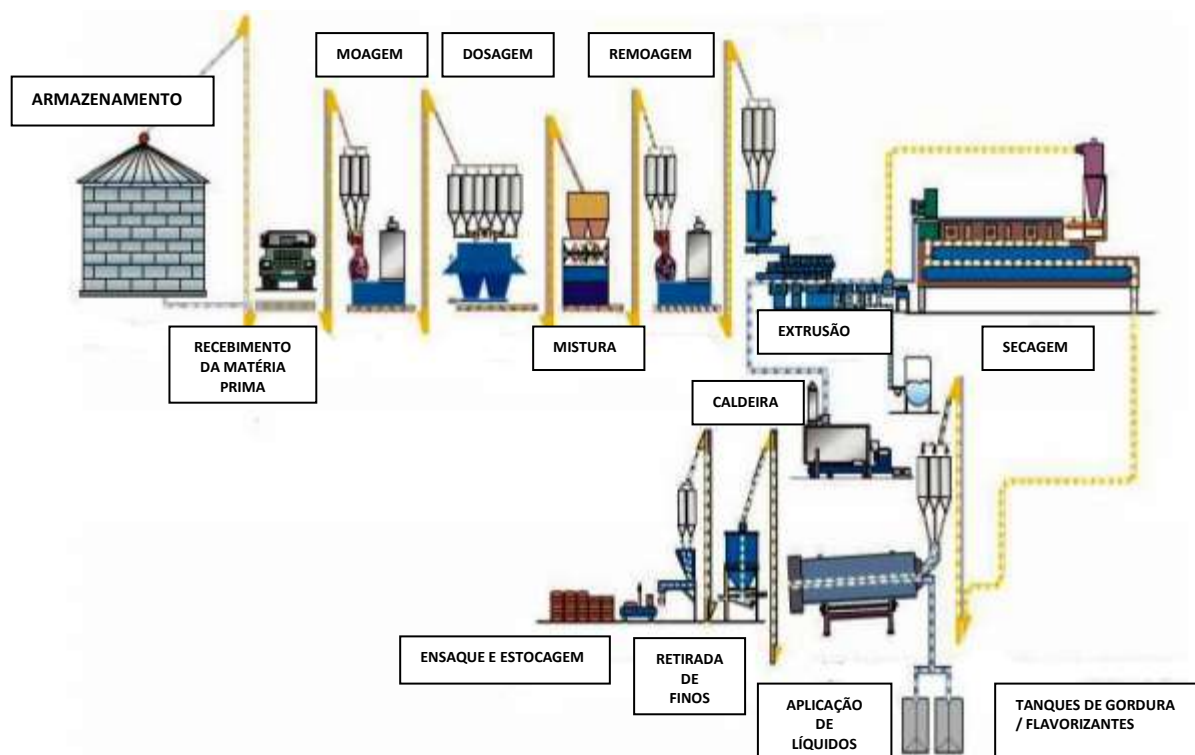 MOAGEM
DOSAGEM
REMOAGEM
ARMAZENAMENTO
RECEBIMENTO
DA MATÉRIA
PRIMA
MISTURA
EXTRUSÃO
SECAGEM
CALDEIRA
ENSAQUE E ESTOCAGEM
RETIRADA
DE
FINOS
APLICAÇÃO
DE
LÍQUIDOS
TANQUES DE GORDURA
/ FLAVORIZANTES